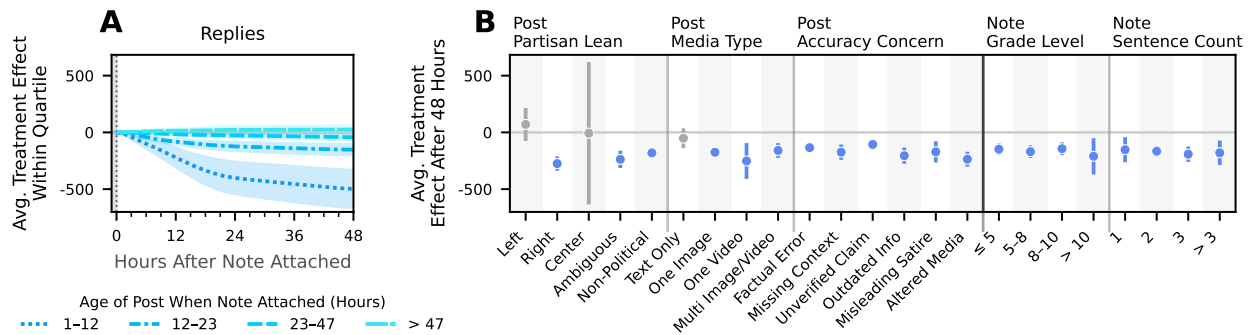 A
Replies
Avg. Treatment Effect
Within Quartile
500
0
-500
0 12 24 36 48
Hours After Note Attached
Age of Post When Note Attached (Hours)
1–12 12–23 23–47 > 47
B
Post
Partisan Lean
Post
Media Type
Post
Accuracy Concern
Note
Grade Level
Note
Sentence Count
Avg. Treatment
Effect After 48 Hours
500
0
-500
Left
Right
Center
Ambiguous
Non-Political
Text Only
One Image
One Video
Multi Image/Video
Factual Error
Missing Context
Unverified Claim
Outdated Info
Misleading Satire
Altered Media
≤ 5
5-8
8-10
> 10
1
2
3
> 3